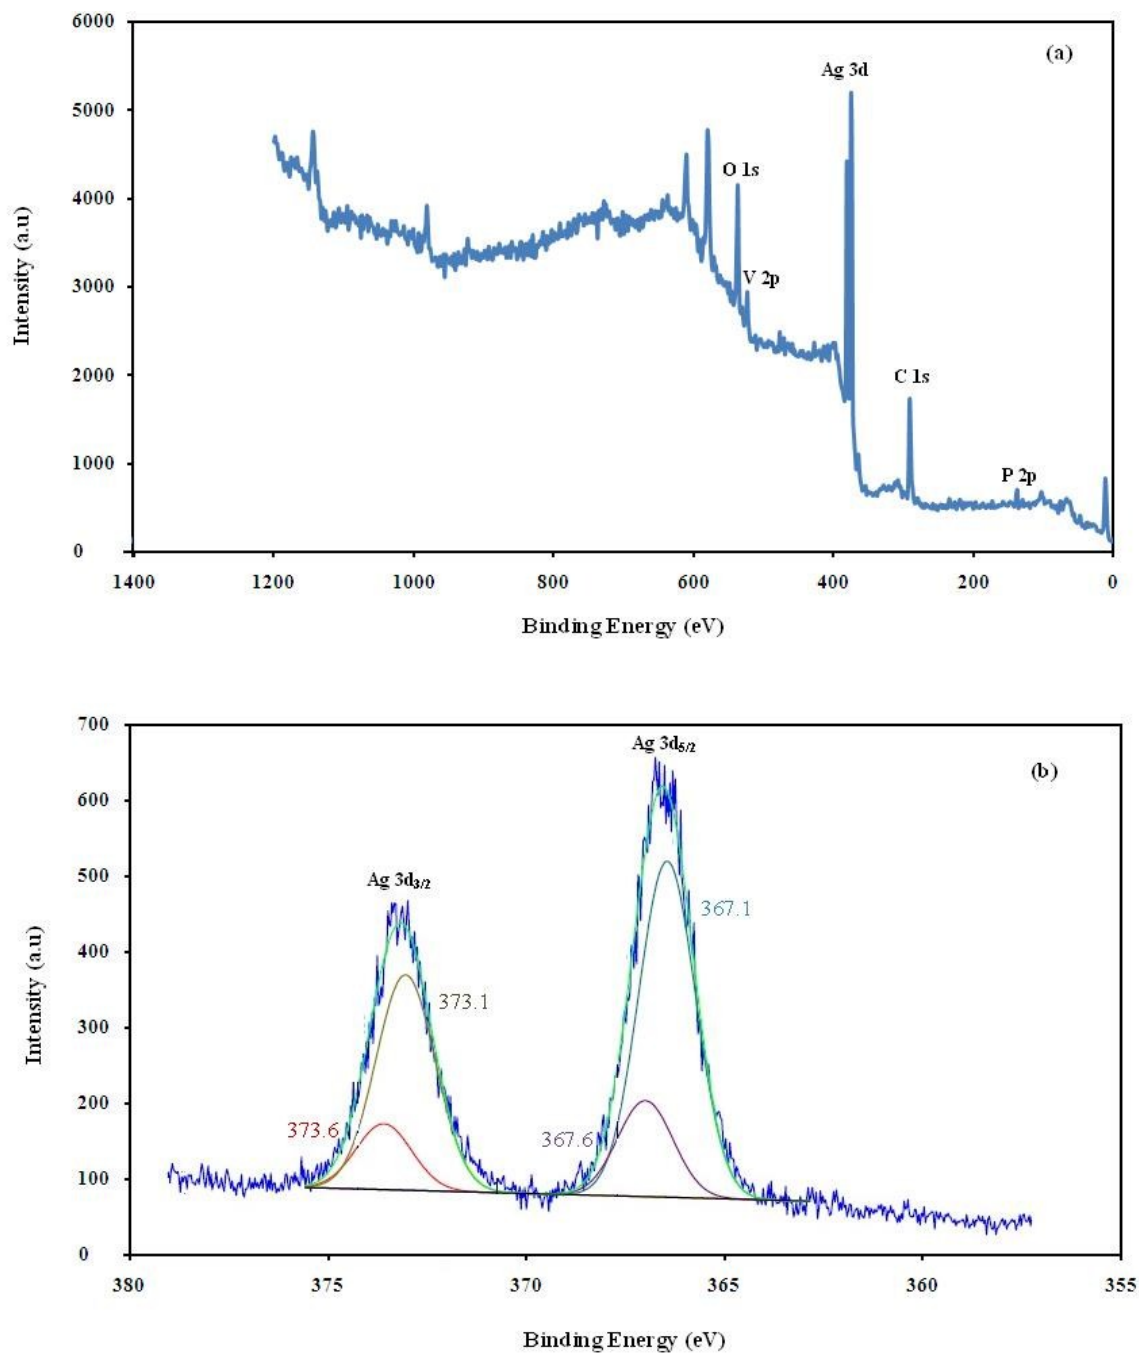 6000
(a)
Ag 3d
5000
O 1s
4000
Intensity (a.u)
3000
V 2p
2000
C 1s
1000
P 2p
0
1400 1200 1000 800 600 400 200 0
Binding Energy (eV)
700
Ag 3d5/2
(b)
600
500
Ag 3d3/2
367.1
400
Intensity (a.u)
373.1
300
200
373.6
367.6
100
0
380 375 370 365 360 355
Binding Energy (eV)